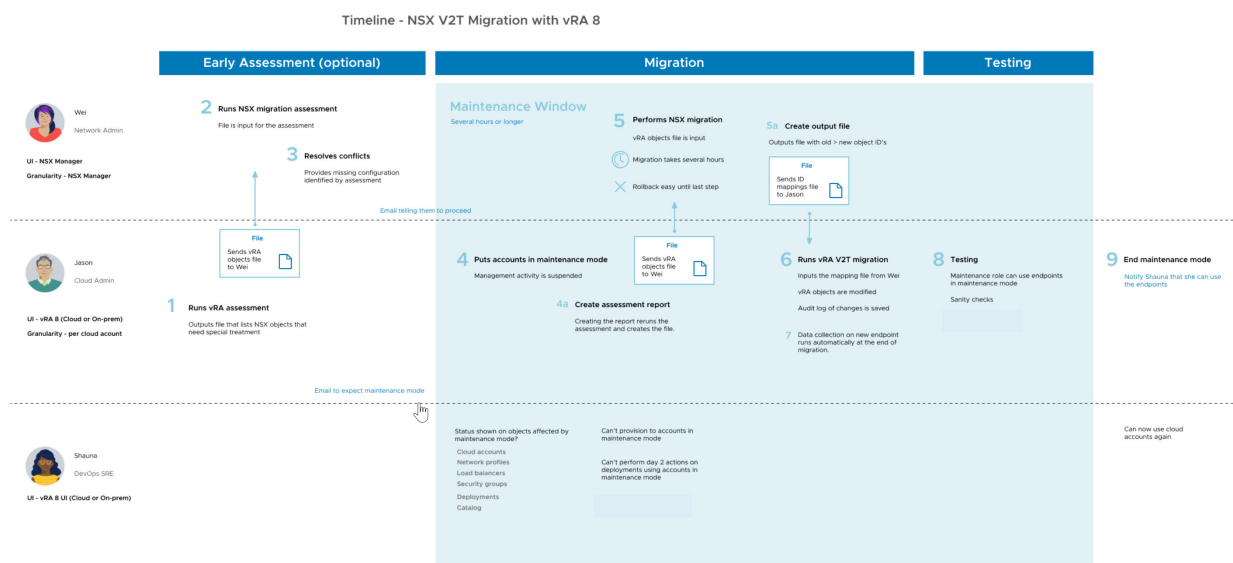 Timeline - NSX V2T Migration with vRA 8
Early Assessment (optional)
Migration
Testing
Wei
Network Admin
UI - NSX Manager
Granularity - NSX Manager
2 Runs NSX migration assessment
File is input for the assessment
3 Resolves conflicts
Provides missing configuration
identified by assessment
Email telling them to proceed
Maintenance Window
Several hours or longer
5 Performs NSX migration
vRA objects file is input
Migration takes several hours
Rollback easy until last step
5a Create output file
Outputs file with old > new object ID's
File
Sends ID
mappings file
to Jason
Jason
Cloud Admin
UI - vRA 8 (Cloud or On-prem)
Granularity - per cloud acount
File
Sends vRA
objects file
to Wei
1 Runs vRA assessment
Outputs file that lists NSX objects that
need special treatment
Email to expect maintenance mode
4 Puts accounts in maintenance mode
Management activity is suspended
File
Sends vRA
objects file
to Wei
4a Create assessment report
Creating the report reruns the
assessment and creates the file.
6 Runs vRA V2T migration
Inputs the mapping file from Wei
vRA objects are modified
Audit log of changes is saved
7 Data collection on new endpoint
runs automatically at the end of
migration.
8 Testing
Maintenance role can use endpoints
in maintenance mode
Sanity checks
9 End maintenance mode
Notify Shauna that she can use
the endpoints
Shauna
DevOps SRE
UI - vRA 8 UI (Cloud or On-prem)
Status shown on objects affected by
maintenance mode?
Cloud accounts
Network profiles
Load balancers
Security groups
Deployments
Catalog
Can't provision to accounts in
maintenance mode
Can't perform day 2 actions on
deployments using accounts in
maintenance mode
Can now use cloud
accounts again